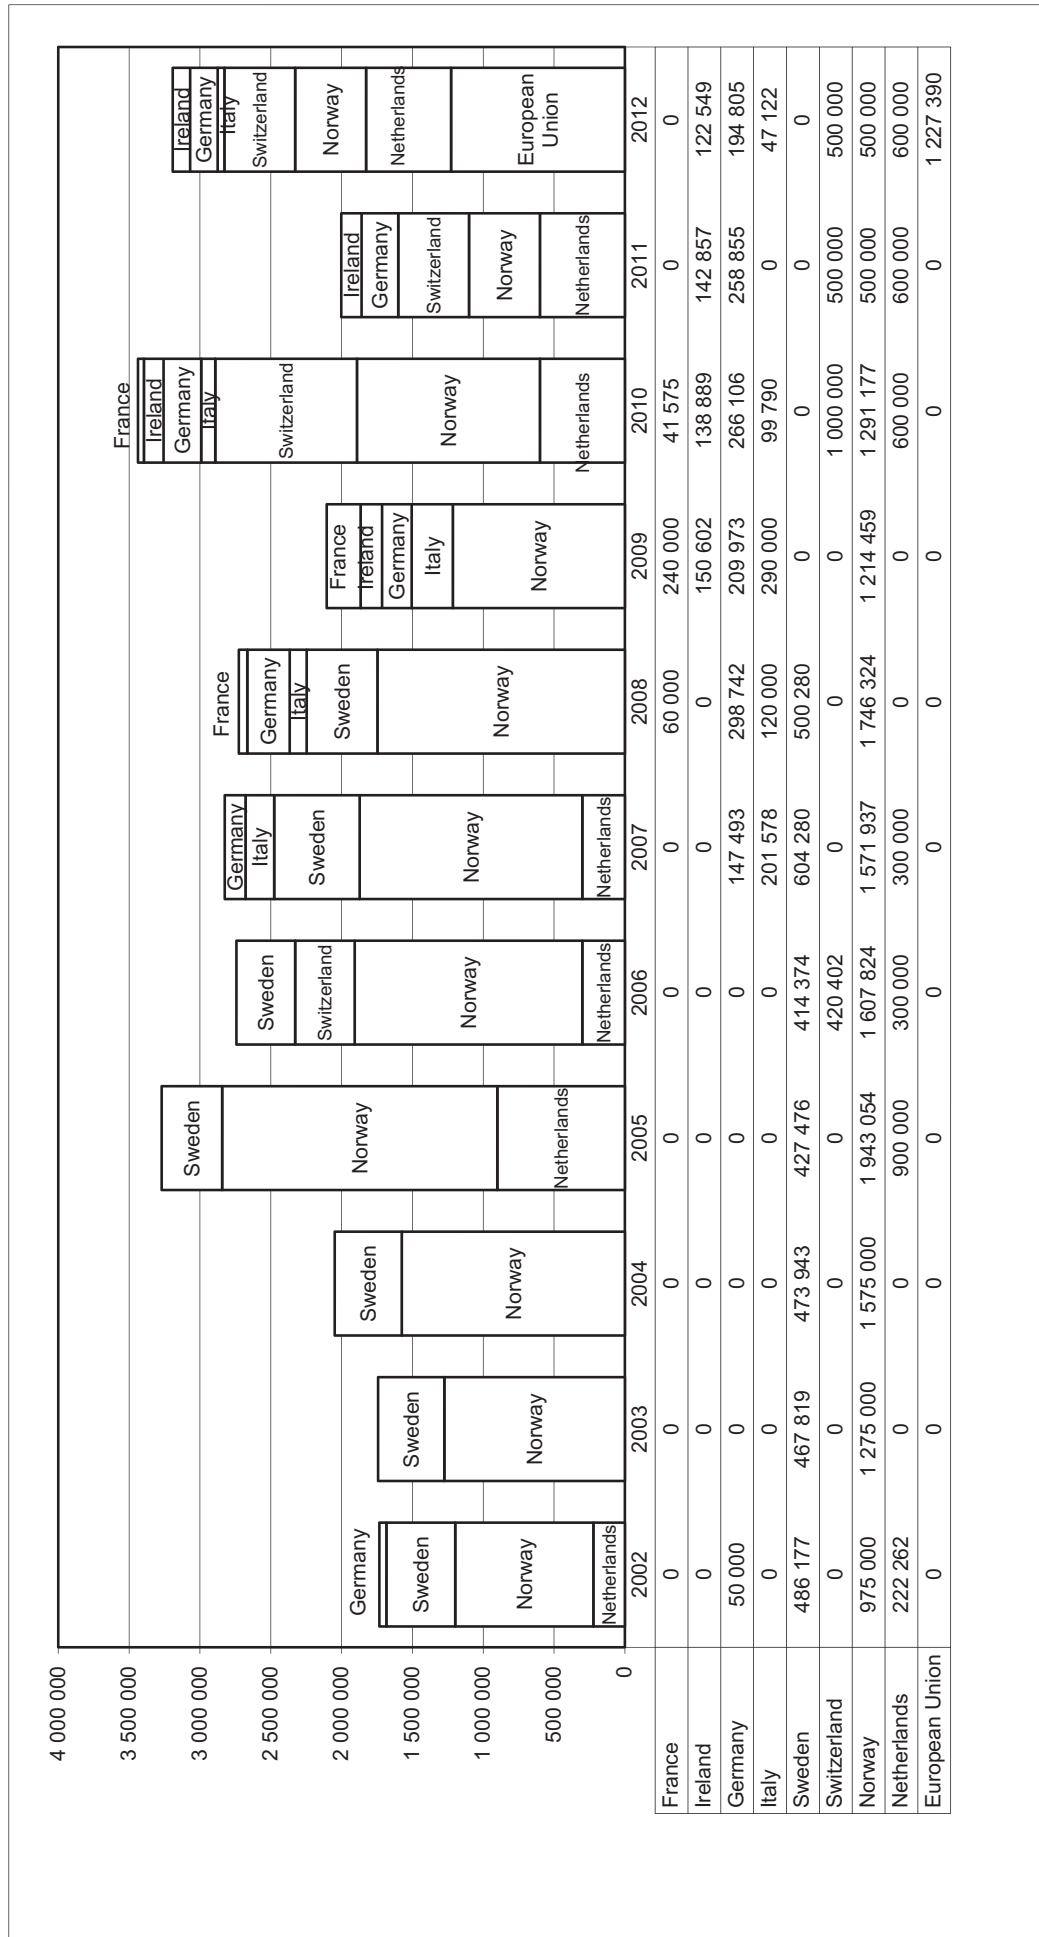 4 000 000
3 500 000
3 000 000
2 500 000
2 000 000
1 500 000
1 000 000
500 000
0
Germany
Sweden
Norway
Netherlands
Sweden
Norway
Sweden
Norway
Sweden
Norway
Netherlands
Sweden
Switzerland
Norway
Netherlands
Germany
Italy
Sweden
Norway
Netherlands
France
Germany
Italy
Sweden
Norway
France
Ireland
Germany
Italy
Norway
France
Ireland
Germany
Italy
Switzerland
Norway
Netherlands
Ireland
Germany
Switzerland
Norway
Netherlands
Ireland
Germany
Italy
Switzerland
Norway
Netherlands
European
Union
2002 2003 2004 2005 2006 2007 2008 2009 2010 2011 2012
France 0 0 0 0 0 0 60 000 240 000 41 575 0 0
Ireland 0 0 0 0 0 0 0 150 602 138 889 142 857 122 549
Germany 50 000 0 0 0 0 147 493 298 742 209 973 266 106 258 855 194 805
Italy 0 0 0 0 0 201 578 120 000 290 000 99 790 0 47 122
Sweden 486 177 467 819 473 943 427 476 414 374 604 280 500 280 0 0 0 0
Switzerland 0 0 0 0 420 402 0 0 0 1 000 000 500 000 500 000
Norway 975 000 1 275 000 1 575 000 1 943 054 1 607 824 1 571 937 1 746 324 1 214 459 1 291 177 500 000 500 000
Netherlands 222 262 0 0 900 000 300 000 300 000 0 0 600 000 600 000 600 000
European Union 0 0 0 0 0 0 0 0 0 0 1 227 390